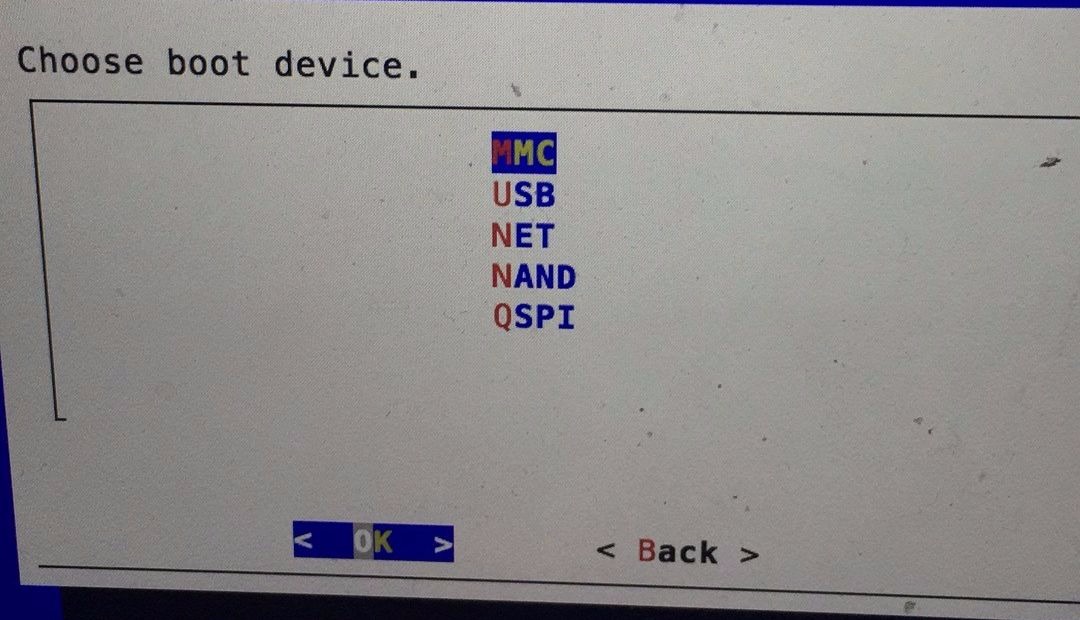 Choose boot device.
MMC
USB
NET
NAND
QSPI
< OK > < Back >